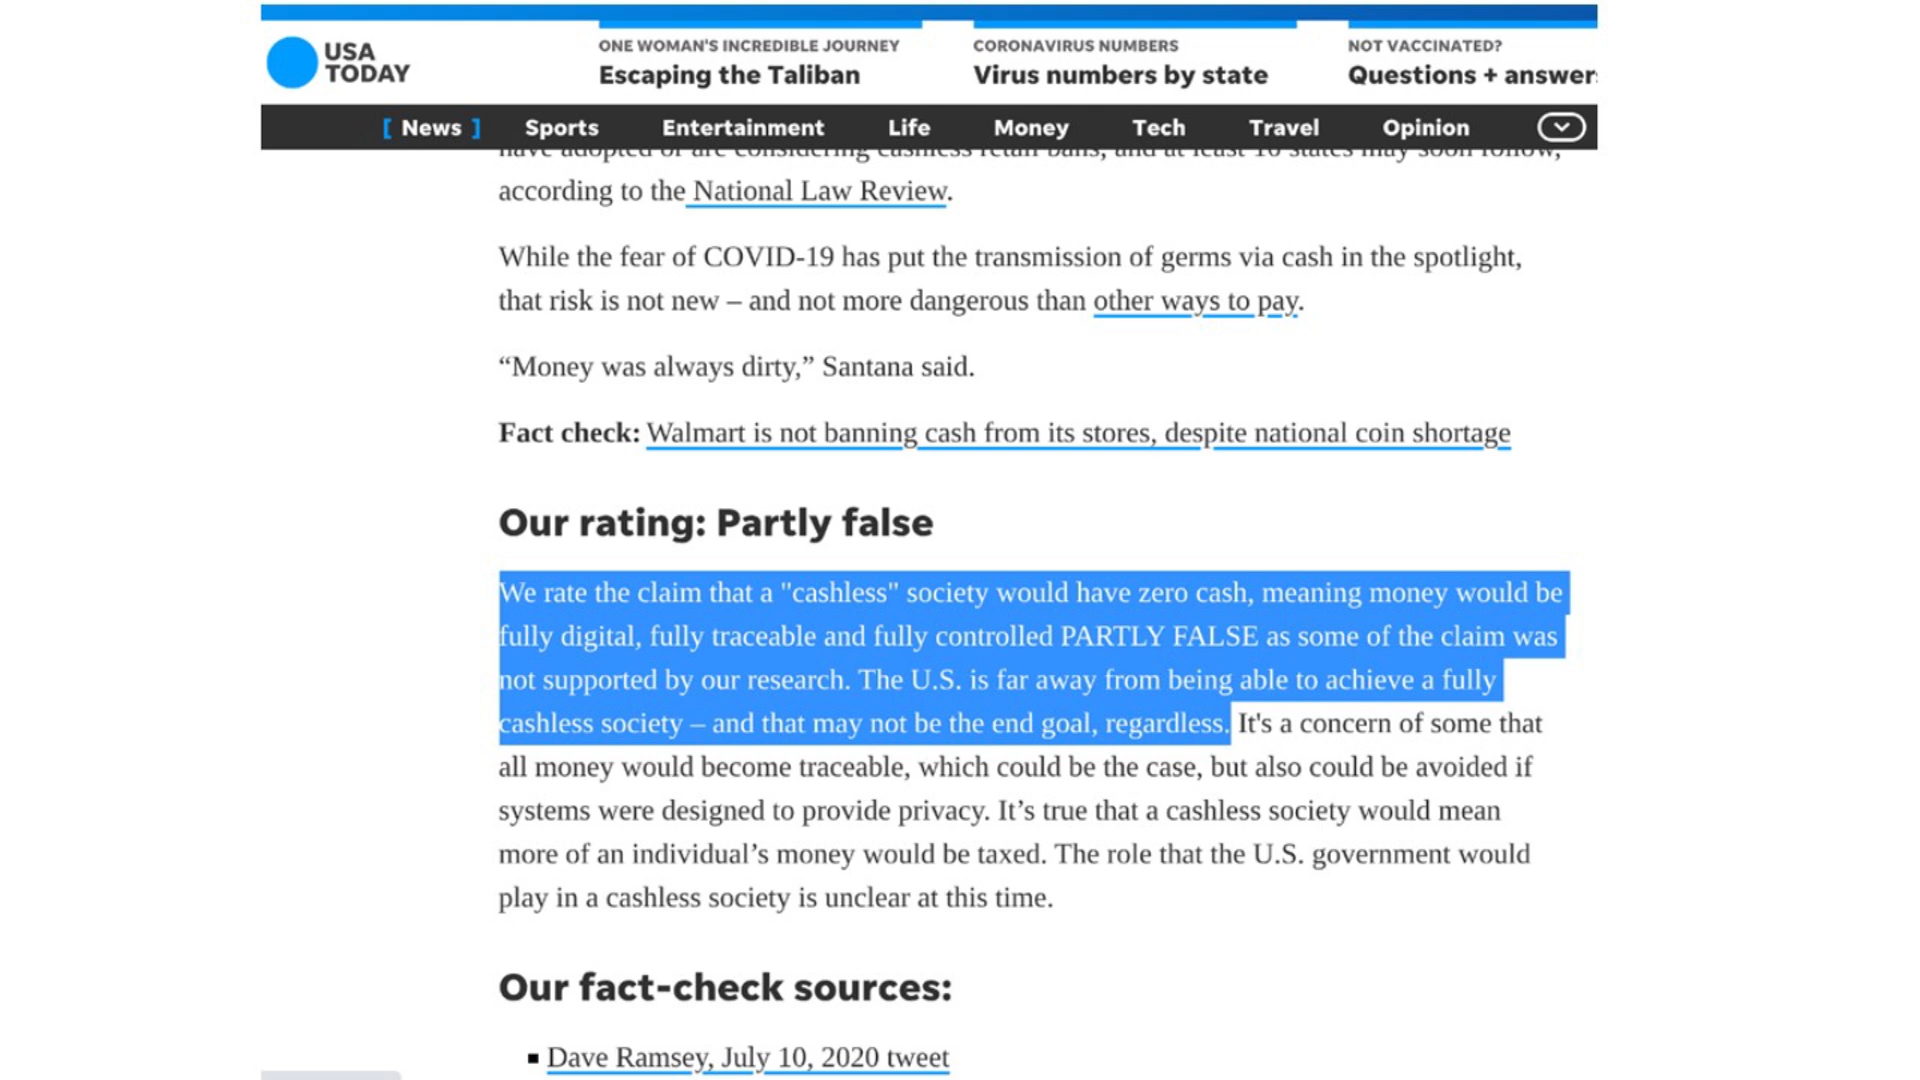 USA
TODAY
ONE WOMAN'S INCREDIBLE JOURNEY
Escaping the Taliban
CORONAVIRUS NUMBERS
Virus numbers by state
NOT VACCINATED?
Questions + answers
[ News ] Sports Entertainment Life Money Tech Travel Opinion
have adopted or are considering cashless retail bans, and at least 10 states may soon follow,
according to the National Law Review.
While the fear of COVID-19 has put the transmission of germs via cash in the spotlight,
that risk is not new – and not more dangerous than other ways to pay.
“Money was always dirty,” Santana said.
Fact check: Walmart is not banning cash from its stores, despite national coin shortage
Our rating: Partly false
We rate the claim that a "cashless" society would have zero cash, meaning money would be
fully digital, fully traceable and fully controlled PARTLY FALSE as some of the claim was
not supported by our research. The U.S. is far away from being able to achieve a fully
cashless society – and that may not be the end goal, regardless. It's a concern of some that
all money would become traceable, which could be the case, but also could be avoided if
systems were designed to provide privacy. It’s true that a cashless society would mean
more of an individual’s money would be taxed. The role that the U.S. government would
play in a cashless society is unclear at this time.
Our fact-check sources:
▪ Dave Ramsey, July 10, 2020 tweet